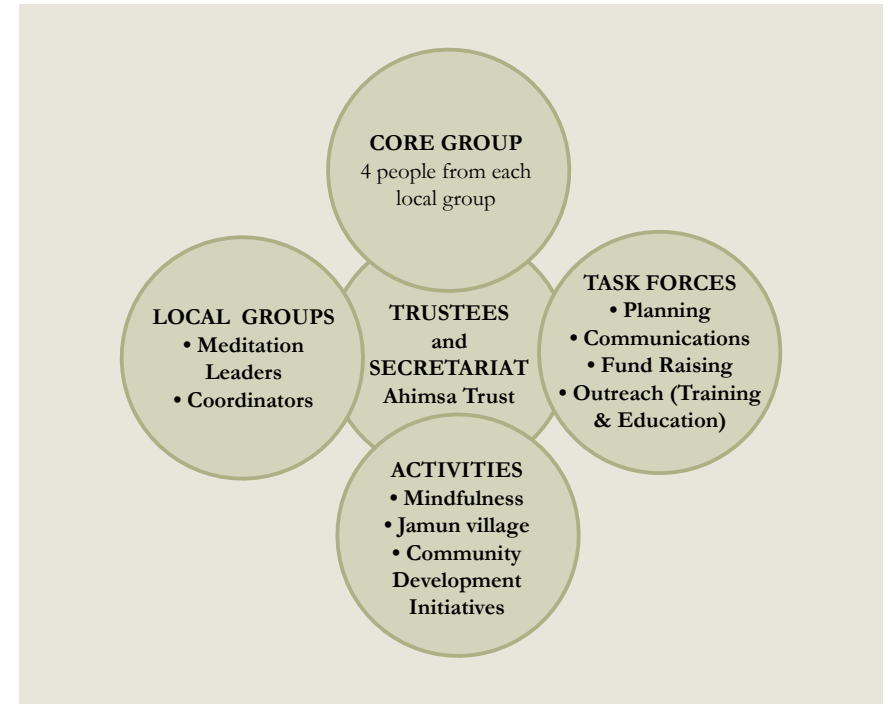 CORE GROUP
4 people from each
local group
LOCAL GROUPS
• Meditation
Leaders
• Coordinators
TRUSTEES
and
SECRETARIAT
Ahimsa Trust
TASK FORCES
• Planning
• Communications
• Fund Raising
• Outreach (Training
& Education)
ACTIVITIES
• Mindfulness
• Jamun village
• Community
Development
Initiatives